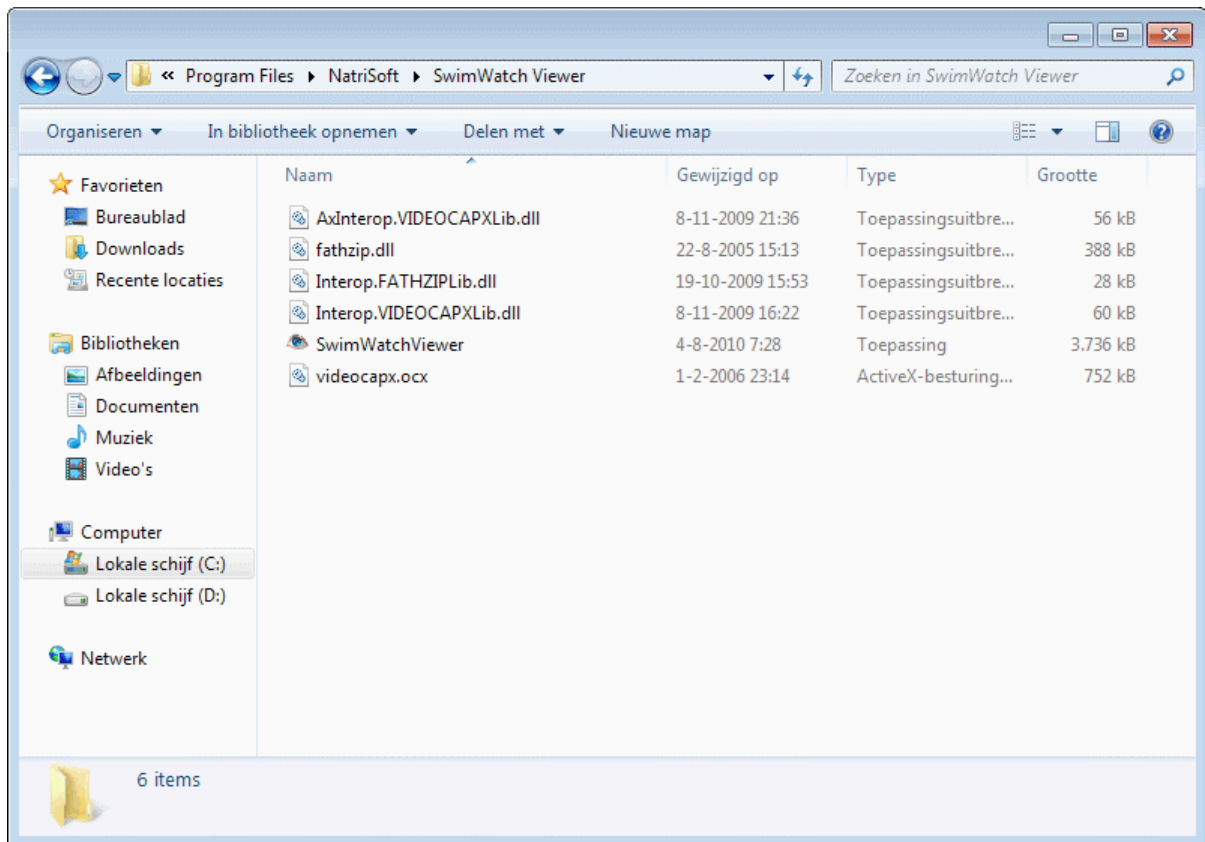 « Program Files NatriSoft SwimWatch Viewer Zoeken in SwimWatch Viewer
Organiseren In bibliotheek opnemen Delen met Nieuwe map
Favorieten
Bureaublad
Downloads
Recente locaties
Bibliotheken
Afbeeldingen
Documenten
Muziek
Video's
Computer
Lokale schijf (C:)
Lokale schijf (D:)
Netwerk
Naam Gewijzigd op Type Grootte
AxInterop.VIDEOCAPXLib.dll 8-11-2009 21:36 Toepassingsuitbre... 56 kB
fathzip.dll 22-8-2005 15:13 Toepassingsuitbre... 388 kB
Interop.FATHZIPLib.dll 19-10-2009 15:53 Toepassingsuitbre... 28 kB
Interop.VIDEOCAPXLib.dll 8-11-2009 16:22 Toepassingsuitbre... 60 kB
SwimWatchViewer 4-8-2010 7:28 Toepassing 3.736 kB
videocapx.ocx 1-2-2006 23:14 ActiveX-besturing... 752 kB
6 items